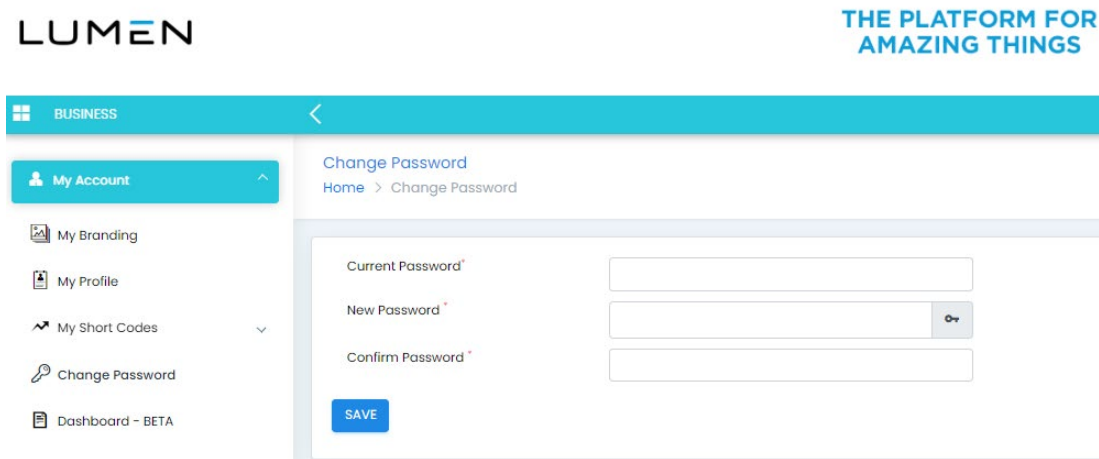 LUMEN
THE PLATFORM FOR
AMAZING THINGS
BUSINESS
My Account
My Branding
My Profile
My Short Codes
Change Password
Dashboard - BETA
Change Password
Home > Change Password
Current Password*
New Password *
Confirm Password *
SAVE